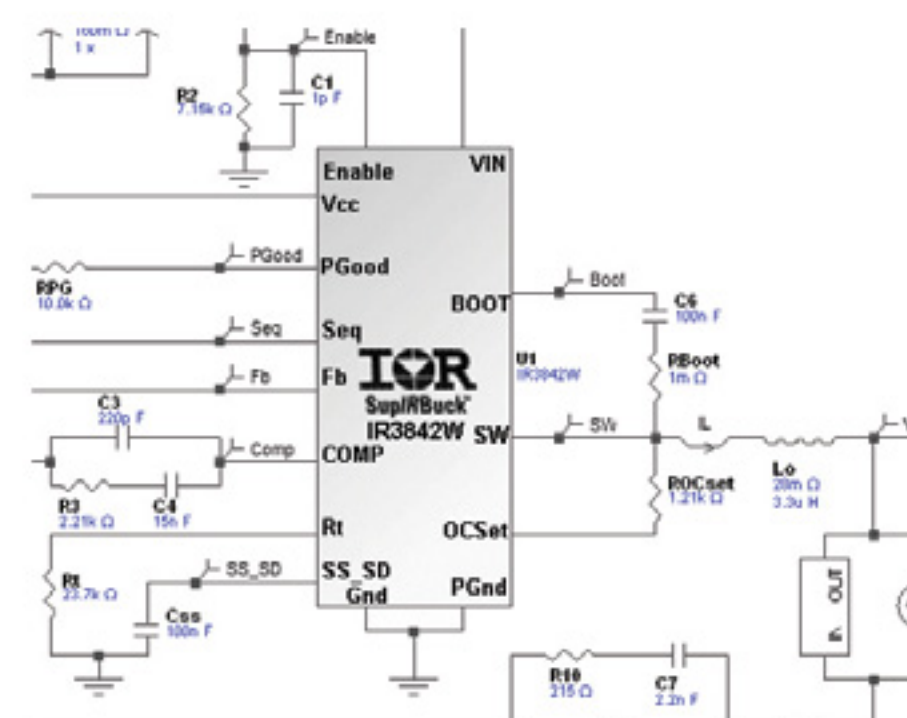 1 x
Enable
R2
7.15k Ω
C1
1p F
Enable
VIN
Vcc
PGood
PGood
RPG
10.0k Ω
BOOT
Boot
C6
100n F
Seq
Seq
IOR
SupIRBuck
IR3842W
U1
IR3842W
RBoot
1m Ω
Fb
Fb
C3
220p F
SW
SW
IL
Lo
3.3u H
Comp
COMP
R3
2.21k Ω
C4
15n F
ROCset
1.21k Ω
Rt
OCSet
SS_SD
SS_SD
Gnd
PGnd
Rt
23.7k Ω
Css
100n F
IN OUT
R10
215 Ω
C7
2.2n F